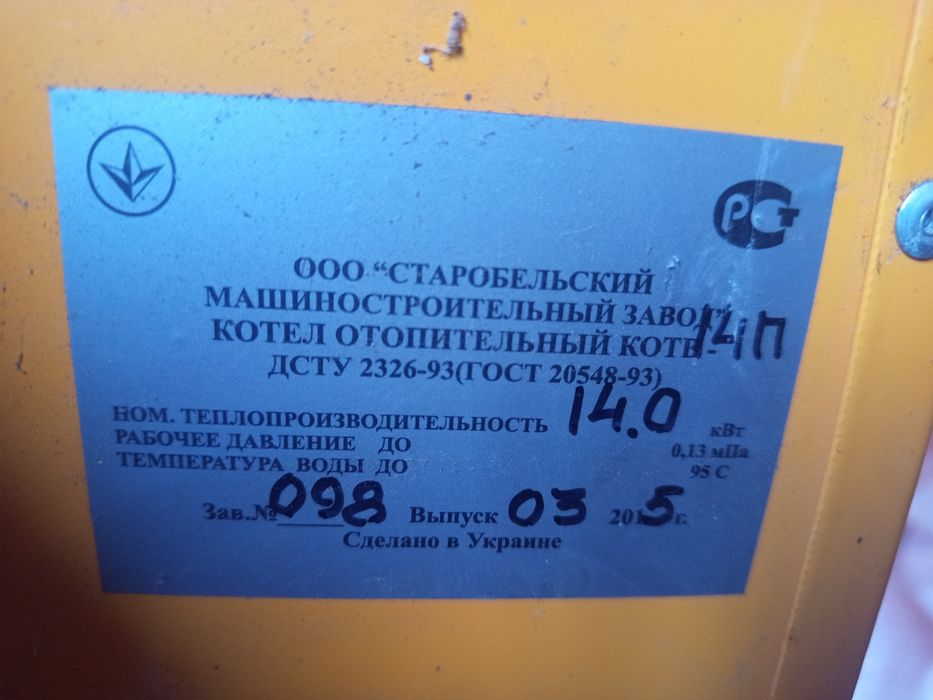 РСТ
ООО “СТАРОБЕЛЬСКИЙ
МАШИНОСТРОИТЕЛЬНЫЙ ЗАВОД”
КОТЕЛ ОТОПИТЕЛЬНЫЙ КОТВ - 14П
ДСТУ 2326-93(ГОСТ 20548-93)
НОМ. ТЕПЛОПРОИЗВОДИТЕЛЬНОСТЬ 14.0 кВт
РАБОЧЕЕ ДАВЛЕНИЕ ДО 0,13 мПа
ТЕМПЕРАТУРА ВОДЫ ДО 95 С
Зав.№ 098 Выпуск 03 2015г.
Сделано в Украине